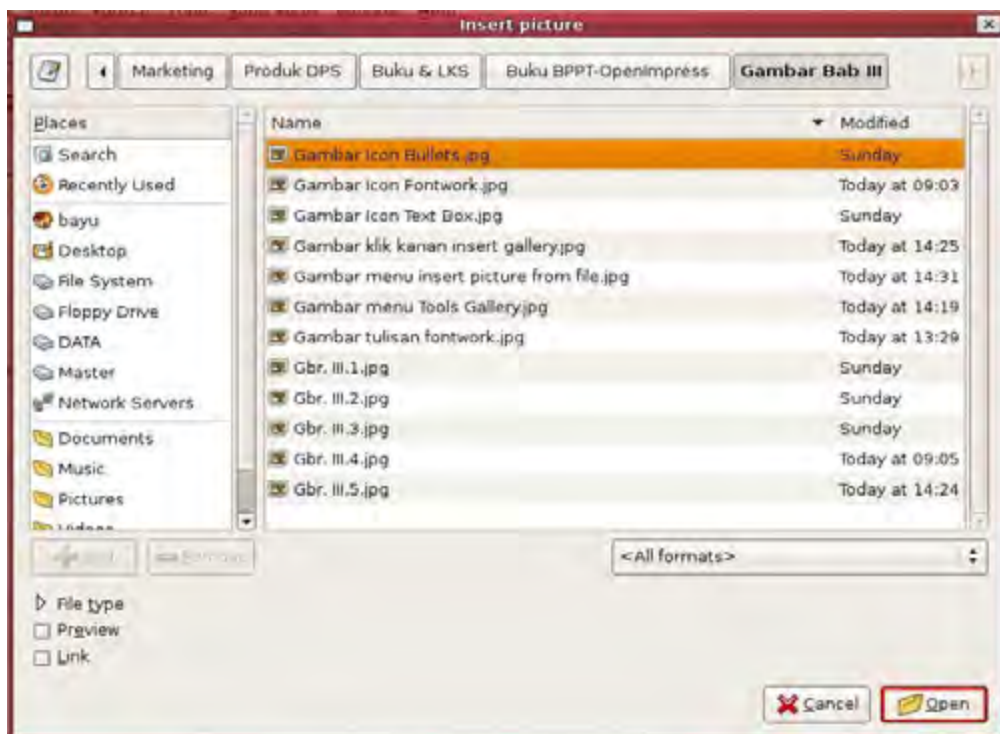 Insert picture
Marketing Produk DPS Buku & LKS Buku BPPT-OpenImpress Gambar Bab III
Places
Search
Recently Used
bayu
Desktop
File System
Floppy Drive
DATA
Master
Network Servers
Documents
Music
Pictures
Videos
Name Modified
Gambar Icon Bullets.jpg Sunday
Gambar Icon Fontwork.jpg Today at 09:03
Gambar Icon Text Box.jpg Sunday
Gambar klik kanan insert gallery.jpg Today at 14:25
Gambar menu insert picture from file.jpg Today at 14:31
Gambar menu Tools Gallery.jpg Today at 14:19
Gambar tulisan fontwork.jpg Today at 13:29
Gbr. III.1.jpg Sunday
Gbr. III.2.jpg Sunday
Gbr. III.3.jpg Sunday
Gbr. III.4.jpg Today at 09:05
Gbr. III.5.jpg Today at 14:24
<All formats>
File type
Preview
Link
Cancel Open